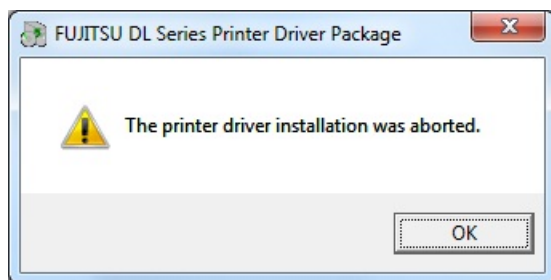 FUJITSU DL Series Printer Driver Package
The printer driver installation was aborted.
OK